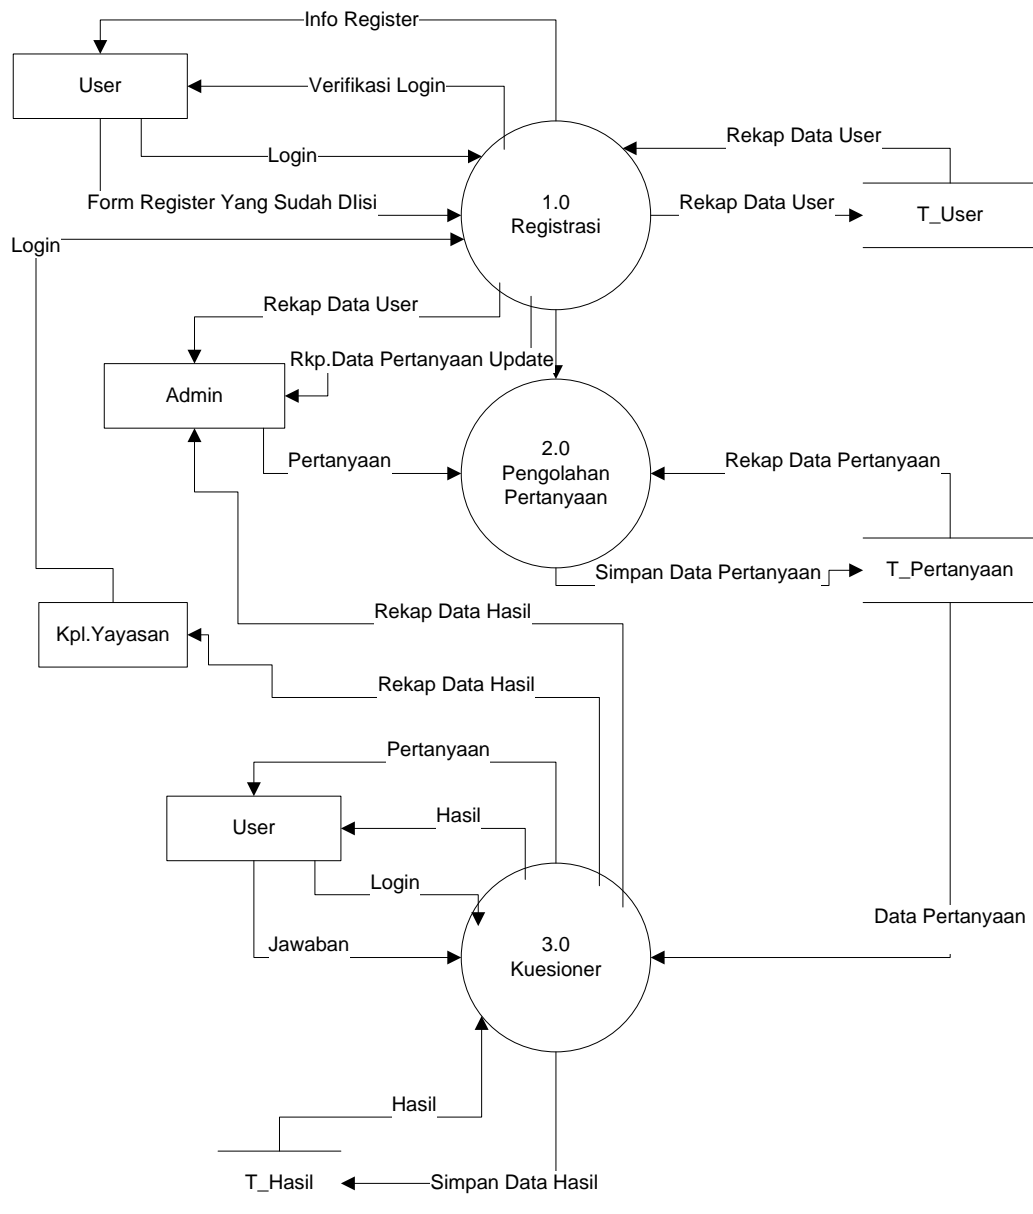 Info Register
User
Verifikasi Login
Rekap Data User
Login
1.0
Registrasi
Form Register Yang Sudah DIisi
Rekap Data User
T_User
Login
Rekap Data User
Rkp.Data Pertanyaan Update
Admin
2.0
Pengolahan
Pertanyaan
Pertanyaan
Rekap Data Pertanyaan
Simpan Data Pertanyaan
T_Pertanyaan
Rekap Data Hasil
Kpl.Yayasan
Rekap Data Hasil
Pertanyaan
Hasil
User
Login
Data Pertanyaan
Jawaban
3.0
Kuesioner
Hasil
T_Hasil
Simpan Data Hasil